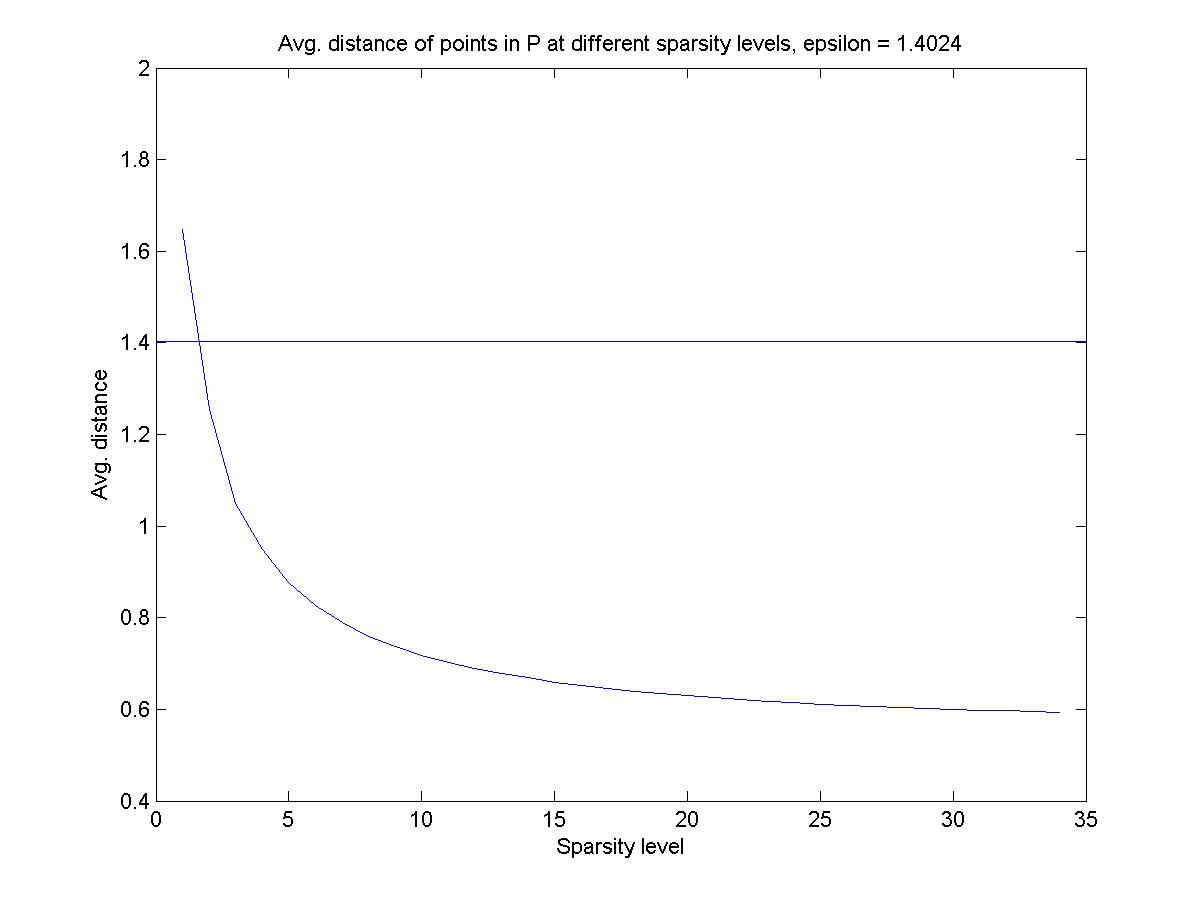 Avg. distance of points in P at different sparsity levels, epsilon = 1.4024
2
1.8
1.6
1.4
1.2
1
0.8
0.6
0.4
Avg. distance
0 5 10 15 20 25 30 35
Sparsity level